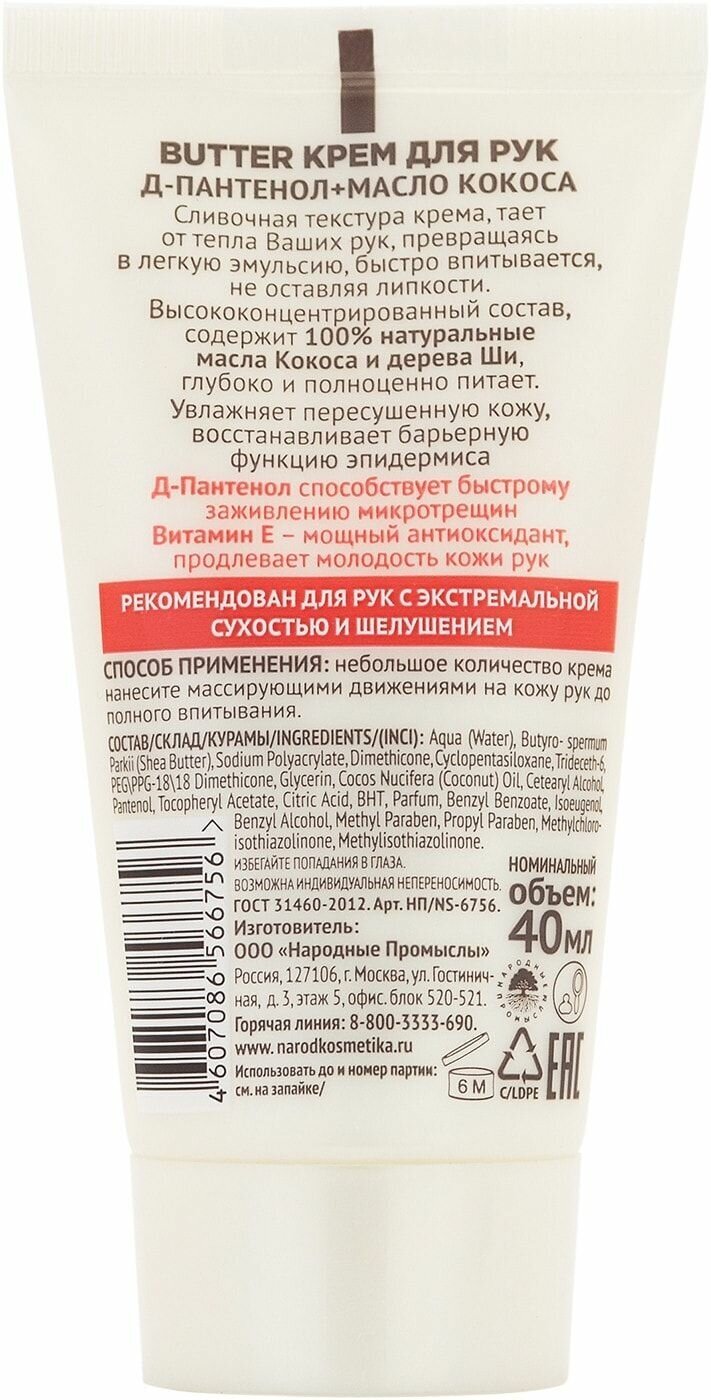 BUTTER КРЕМ ДЛЯ РУК
Д-ПАНТЕНОЛ+МАСЛО КОКОСА
Сливочная текстура крема, тает
от тепла Ваших рук, превращаясь
в легкую эмульсию, быстро впитывается,
не оставляя липкости.
Высококонцентрированный состав,
содержит 100% натуральные
масла Кокоса и дерева Ши,
глубоко и полноценно питает.
Увлажняет пересушенную кожу,
восстанавливает барьерную
функцию эпидермиса
Д-Пантенол способствует быстрому
заживлению микротрещин
Витамин Е – мощный антиоксидант,
продлевает молодость кожи рук
РЕКОМЕНДОВАН ДЛЯ РУК С ЭКСТРЕМАЛЬНОЙ
СУХОСТЬЮ И ШЕЛУШЕНИЕМ
СПОСОБ ПРИМЕНЕНИЯ: небольшое количество крема
нанесите массирующими движениями на кожу рук до
полного впитывания.
СОСТАВ/СКЛАД/КУРАМЫ/INGREDIENTS/(INCI): Aqua (Water), Butyro- spermum
Parkii (Shea Butter), Sodium Polyacrylate, Dimethicone, Cyclopentasiloxane, Trideceth-6,
PEG\PPG-18\18 Dimethicone, Glycerin, Cocos Nucifera (Coconut) Oil, Cetearyl Alcohol,
Pantenol, Tocopheryl Acetate, Citric Acid, BHT, Parfum, Benzyl Benzoate, Isoeugenol,
Benzyl Alcohol, Methyl Paraben, Propyl Paraben, Methylchloro-
isothiazolinone, Methylisothiazolinone.
ИЗБЕГАЙТЕ ПОПАДАНИЯ В ГЛАЗА.
ВОЗМОЖНА ИНДИВИДУАЛЬНАЯ НЕПЕРЕНОСИМОСТЬ.
ГОСТ 31460-2012. Арт. НП/NS-6756.
Изготовитель:
ООО «Народные Промыслы»
Россия, 127106, г. Москва, ул. Гостинич-
ная, д. 3, этаж 5, офис. блок 520-521.
Горячая линия: 8-800-3333-690.
www.narodkosmetika.ru
Использовать до и номер партии:
см. на запайке/
НОМИНАЛЬНЫЙ
объем:
40мл
НАРОДНЫЕ ПРОМЫСЛЫ
6 M
C/LDPE
EAC
4 607086 566756 >